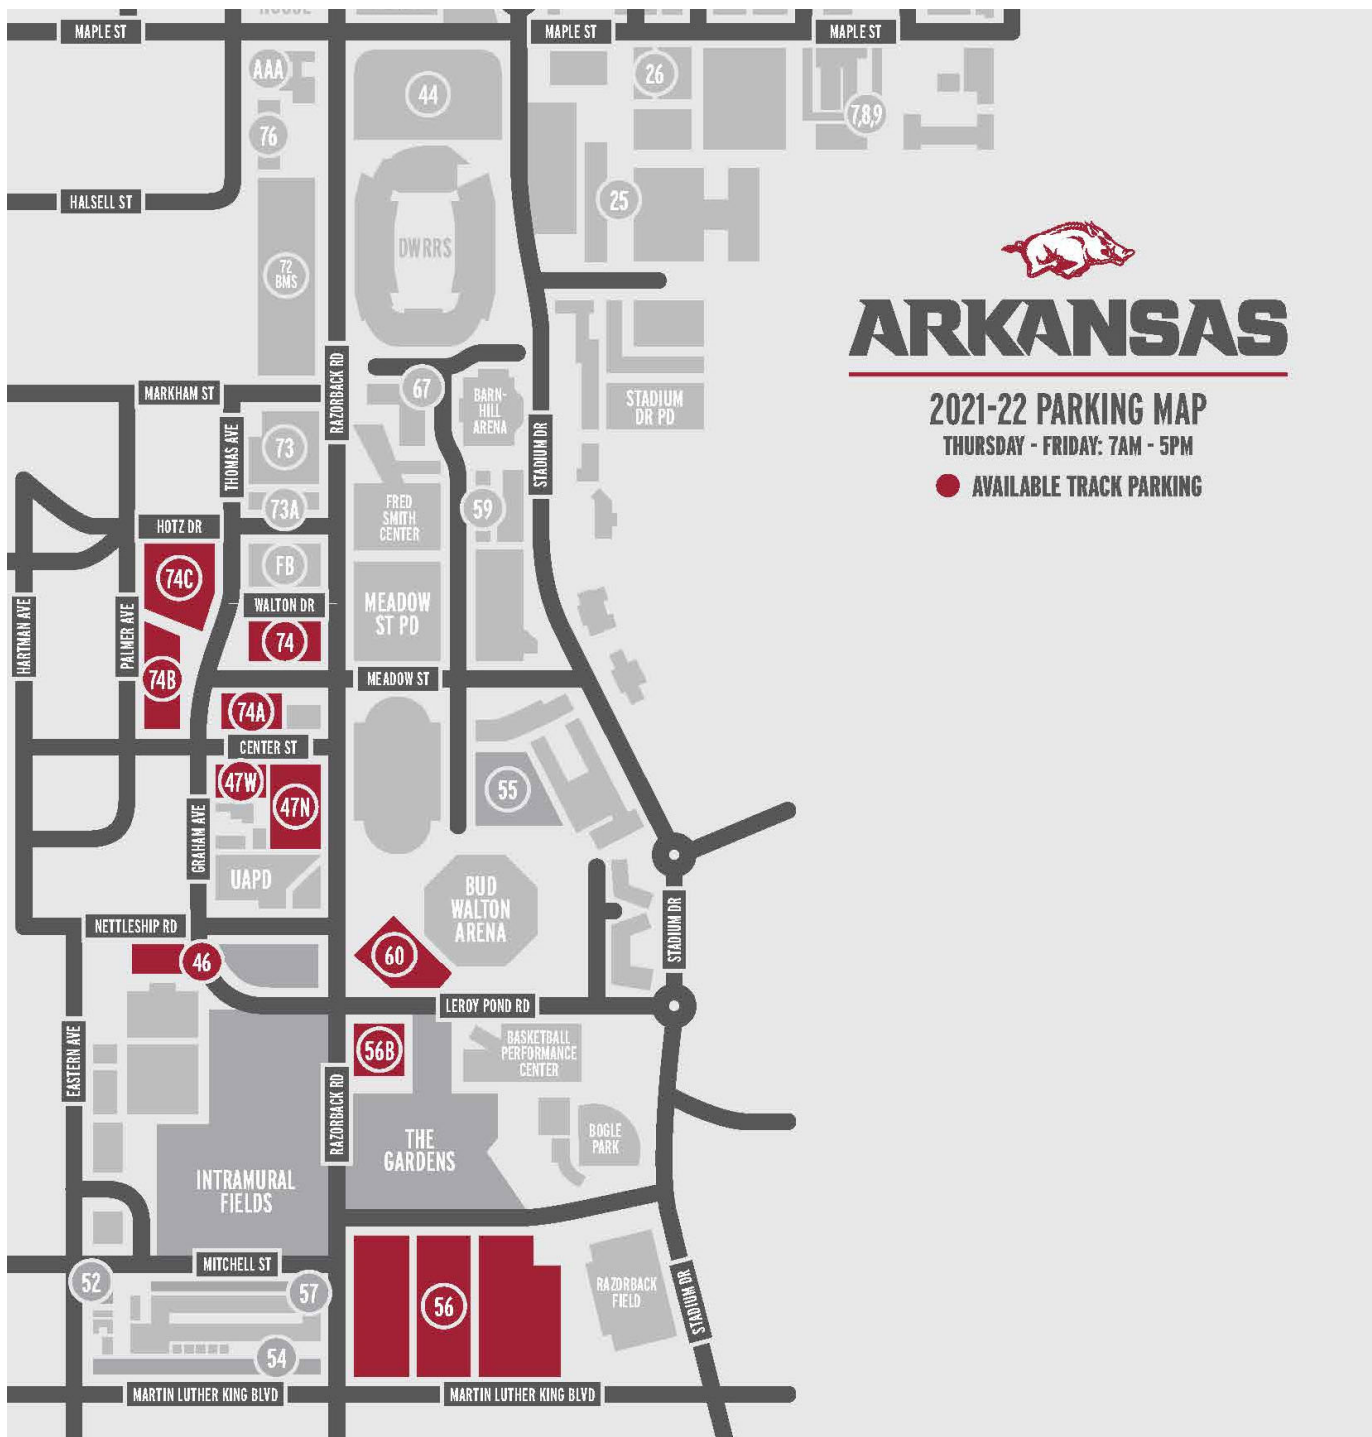 HOUSE
MAPLE ST
MAPLE ST
MAPLE ST
AAA
44
26
7,8,9
76
HALSELL ST
25
DWRRS
72
BMS
ARKANSAS
2021-22 PARKING MAP
THURSDAY - FRIDAY: 7AM - 5PM
AVAILABLE TRACK PARKING
MARKHAM ST
RAZORBACK RD
67
BARN-
HILL
ARENA
STADIUM
DR PD
THOMAS AVE
73
STADIUM DR
73A
FRED
SMITH
CENTER
59
HOTZ DR
74C
FB
WALTON DR
MEADOW
ST PD
HARTMAN AVE
PALMER AVE
74
74B
MEADOW ST
74A
CENTER ST
47W
47N
55
GRAHAM AVE
UAPD
BUD
WALTON
ARENA
NETTLESHIP RD
STADIUM DR
46
60
LEROY POND RD
EASTERN AVE
56B
BASKETBALL
PERFORMANCE
CENTER
RAZORBACK RD
THE
GARDENS
BOGLE
PARK
INTRAMURAL
FIELDS
MITCHELL ST
52
57
56
RAZORBACK
FIELD
STADIUM DR
54
MARTIN LUTHER KING BLVD
MARTIN LUTHER KING BLVD